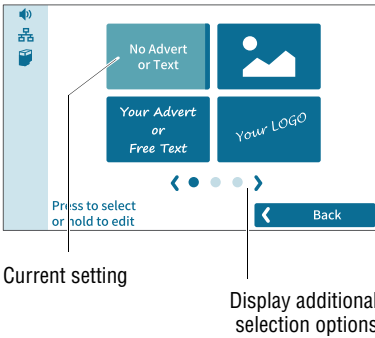 No Advert
or Text
Your Advert
or
Free Text
Your LOGO
Press to select
or hold to edit
Back
Current setting
Display additional
selection options